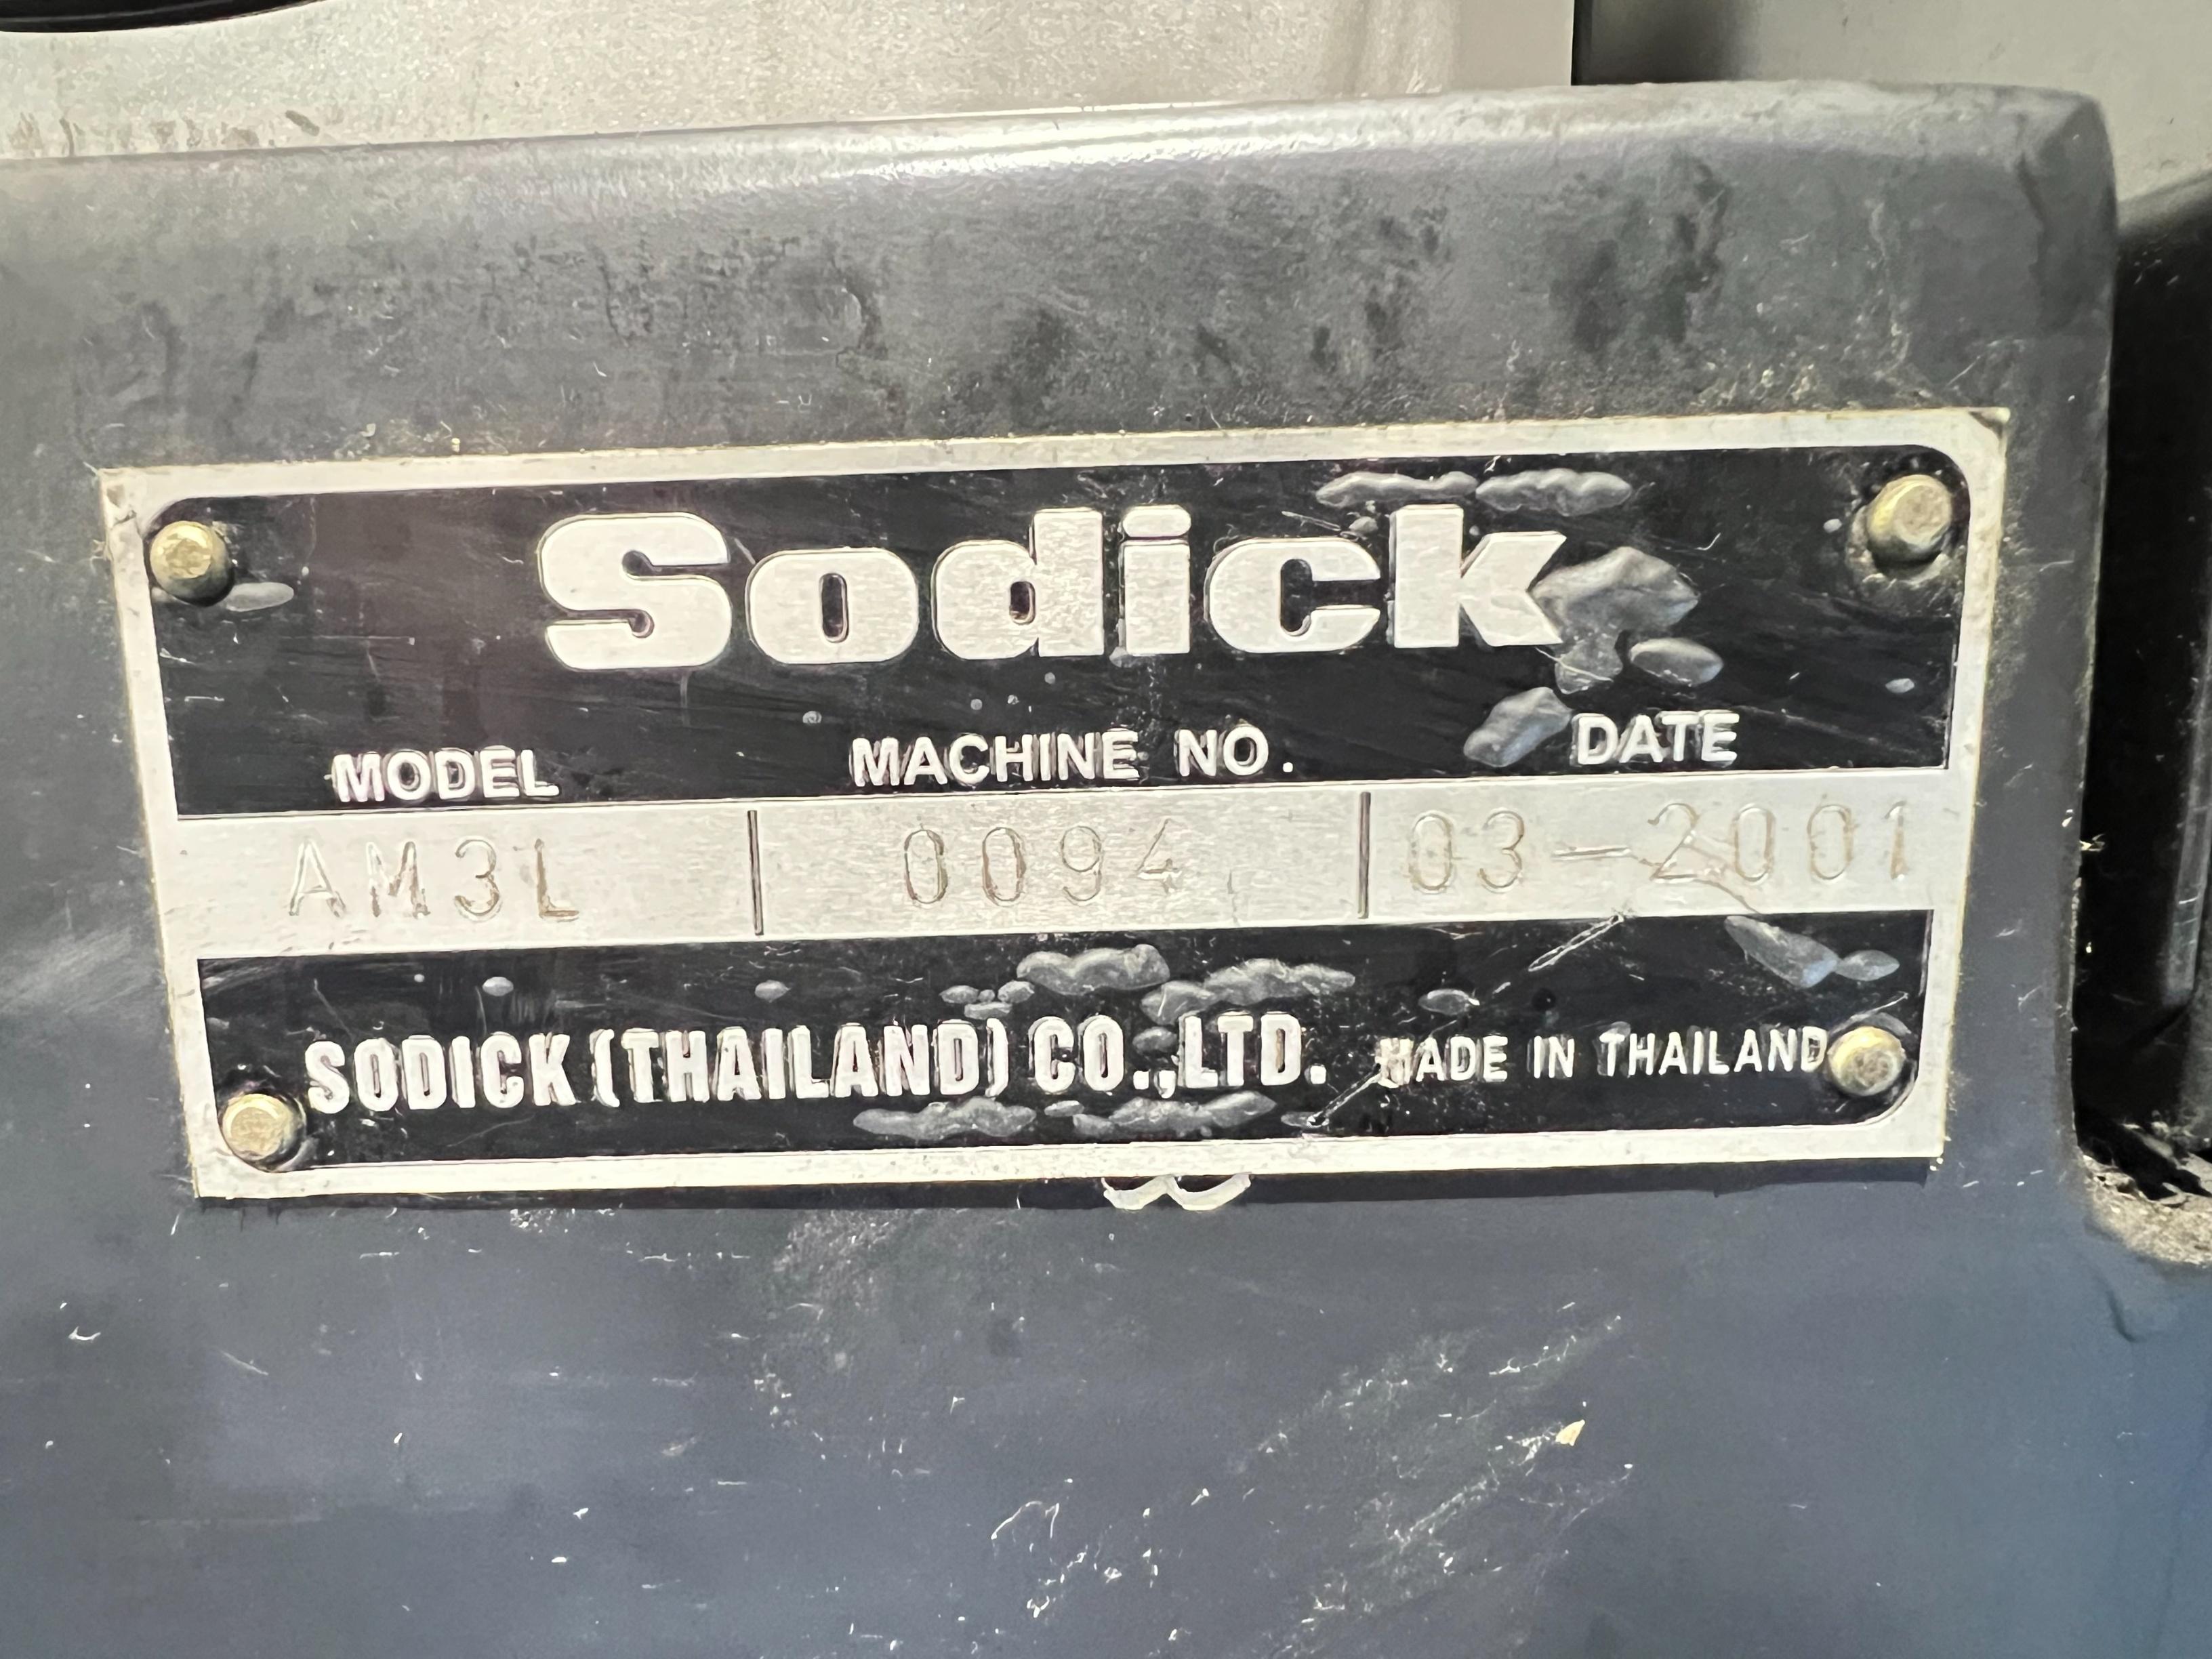 Sodick
MODEL MACHINE NO. DATE
AM3L 0094 03-2001
SODICK (THAILAND) CO.,LTD. MADE IN THAILAND